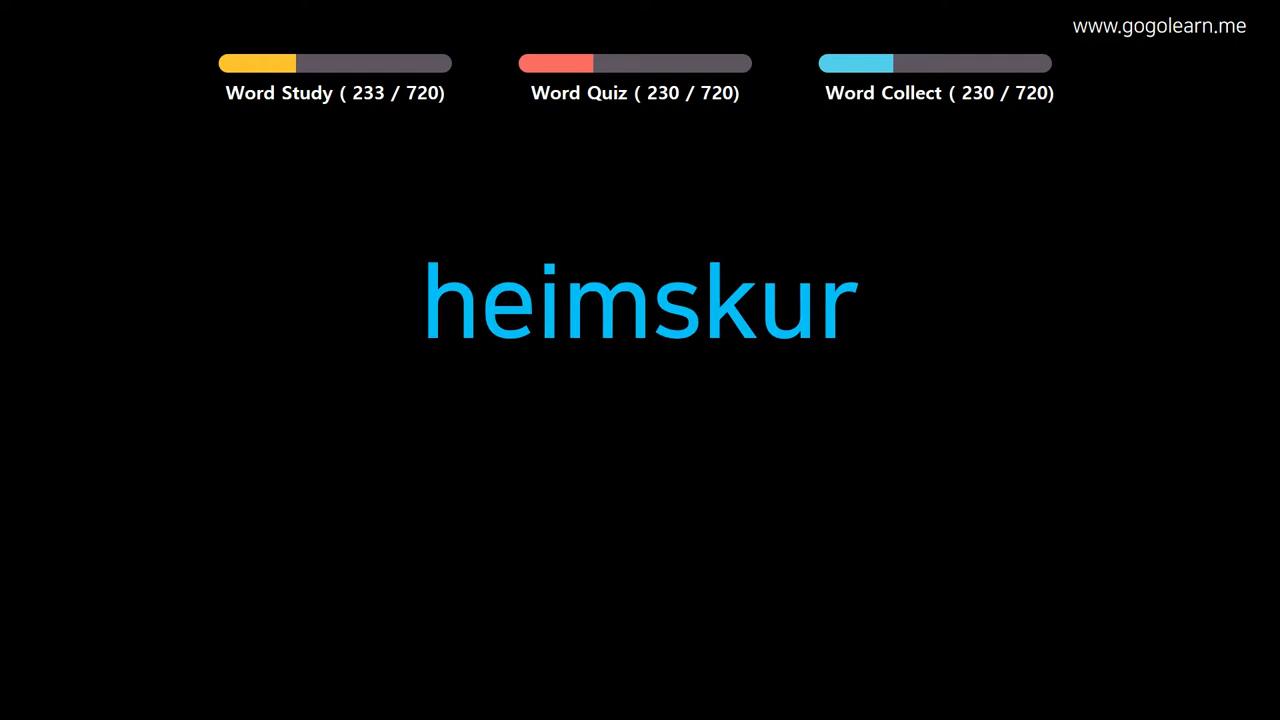 www.gogolearn.me
Word Study ( 233 / 720)
Word Quiz ( 230 / 720)
Word Collect ( 230 / 720)
heimskur